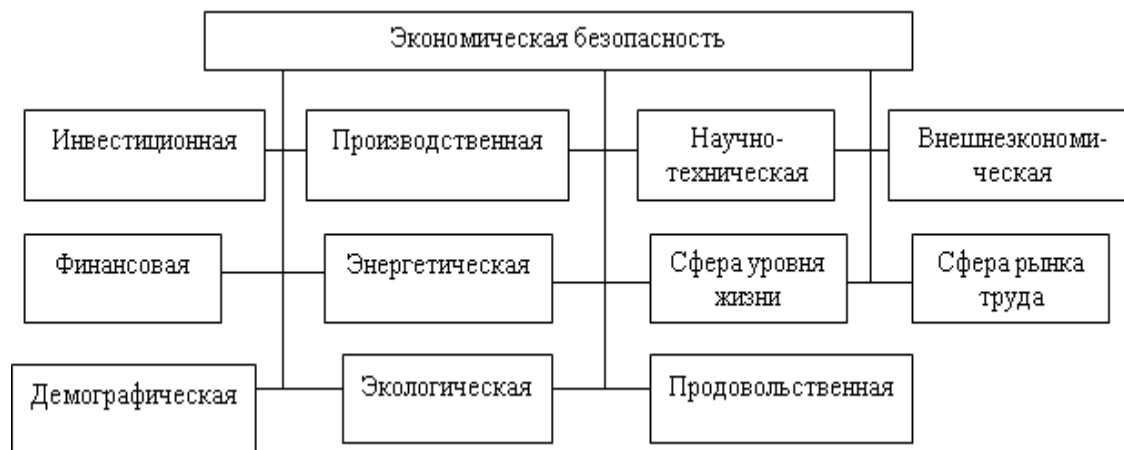 Экономическая безопасность
Инвестиционная
Производственная
Научно-
техническая
Внешнеэкономи-
ческая
Финансовая
Энергетическая
Сфера уровня
жизни
Сфера рынка
труда
Демографическая
Экологическая
Продовольственная